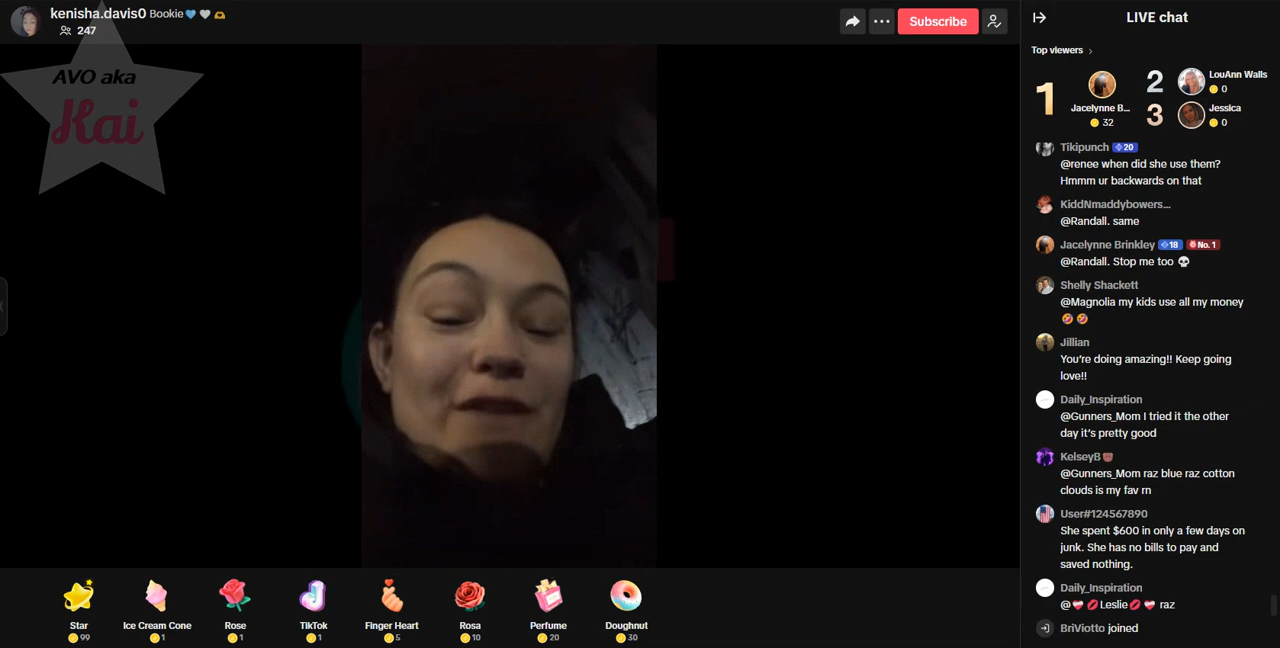 kenisha.davis0 Bookie💙🤍🫶
247
Subscribe
AVO aka
Kai
LIVE chat
Top viewers
1
Jacelynne B...
32
2
LouAnn Walls
0
3
Jessica
0
Tikipunch 20
@renee when did she use them?
Hmmm ur backwards on that
KiddNmaddybowers...
@Randall. same
Jacelynne Brinkley 18 No. 1
@Randall. Stop me too 💀
Shelly Shackett
@Magnolia my kids use all my money
🤣 🤣
Jillian
You're doing amazing!! Keep going
love!!
Daily_Inspiration
@Gunners_Mom I tried it the other
day it's pretty good
KelseyB
@Gunners_Mom raz blue raz cotton
clouds is my fav rn
User#124567890
She spent $600 in only a few days on
junk. She has no bills to pay and
saved nothing.
Daily_Inspiration
@❤️‍🩹💋Leslie💋❤️‍🩹 raz
BriViotto joined
Star
99
Ice Cream Cone
1
Rose
1
TikTok
1
Finger Heart
5
Rosa
10
Perfume
20
Doughnut
30